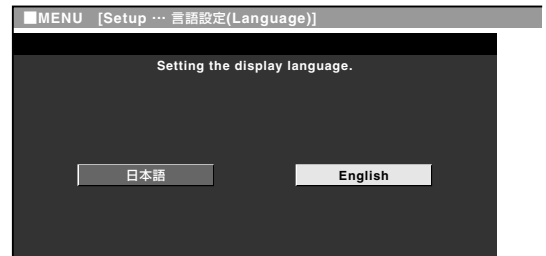 ■MENU [Setup … 言語設定(Language)]
Setting the display language.
日本語
English